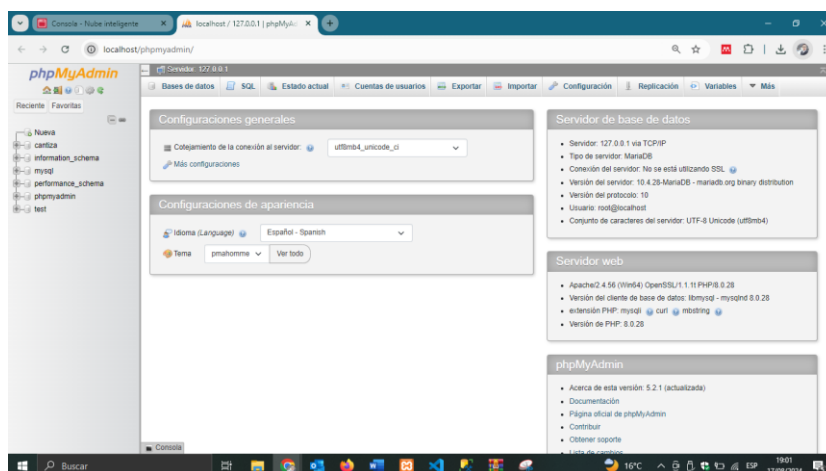 Console - Nube inteligente
localhost / 127.0.0.1 | phpMyAd
localhost/phpmyadmin/
phpMyAdmin
Reciente Favoritas
Nueva
cantiza
information_schema
mysql
performance_schema
phpmyadmin
test
Servidor: 127.0.0.1
Bases de datos SQL Estado actual Cuentas de usuarios Exportar Importar Configuración Replicación Variables Más
Configuraciones generales
Cotejamiento de la conexión al servidor: utf8mb4_unicode_ci
Más configuraciones
Configuraciones de apariencia
Idioma (Language) Español - Spanish
Tema pmahomme Ver todo
Servidor de base de datos
Servidor: 127.0.0.1 via TCP/IP
Tipo de servidor: MariaDB
Conexión del servidor: No se está utilizando SSL
Versión del servidor: 10.4.28-MariaDB - mariadb.org binary distribution
Versión del protocolo: 10
Usuario: root@localhost
Conjunto de caracteres del servidor: UTF-8 Unicode (utf8mb4)
Servidor web
Apache/2.4.56 (Win64) OpenSSL/1.1.1t PHP/8.0.28
Versión del cliente de base de datos: libmysql - mysqlnd 8.0.28
extensión PHP: mysqli curl mbstring
Versión de PHP: 8.0.28
phpMyAdmin
Acerca de esta versión: 5.2.1 (actualizada)
Documentación
Página oficial de phpMyAdmin
Contribuir
Obtener soporte
Lista de cambios
Consola
Buscar
16°C
ESP
19:01
17/08/2024